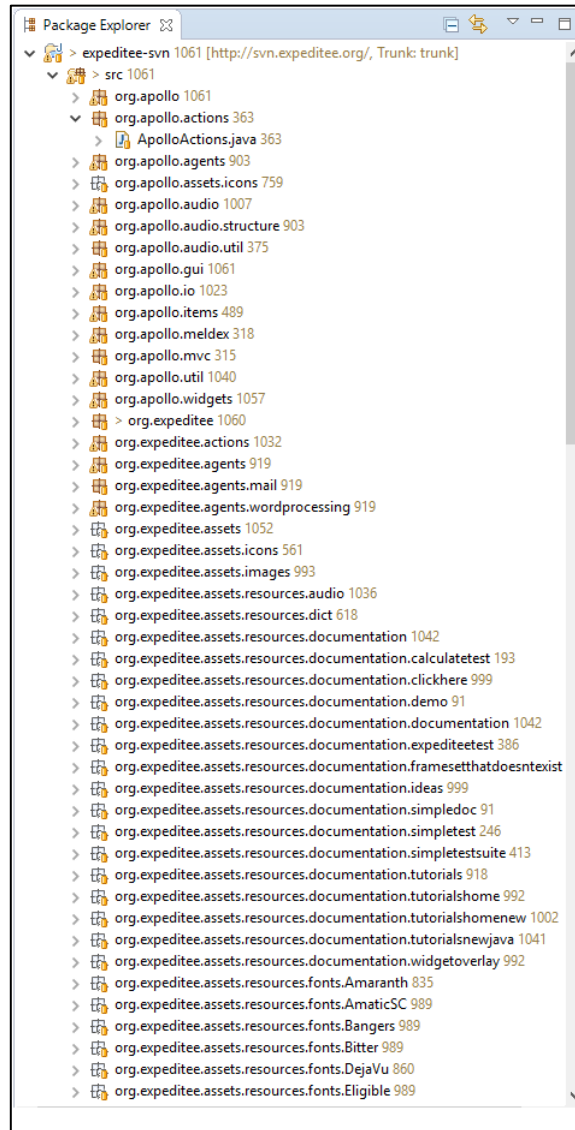 Package Explorer
> expeditee-svn 1061 [http://svn.expeditee.org/, Trunk: trunk]
> src 1061
org.apollo 1061
org.apollo.actions 363
ApolloActions.java 363
org.apollo.agents 903
org.apollo.assets.icons 759
org.apollo.audio 1007
org.apollo.audio.structure 903
org.apollo.audio.util 375
org.apollo.gui 1061
org.apollo.io 1023
org.apollo.items 489
org.apollo.meldex 318
org.apollo.mvc 315
org.apollo.util 1040
org.apollo.widgets 1057
> org.expeditee 1060
org.expeditee.actions 1032
org.expeditee.agents 919
org.expeditee.agents.mail 919
org.expeditee.agents.wordprocessing 919
org.expeditee.assets 1052
org.expeditee.assets.icons 561
org.expeditee.assets.images 993
org.expeditee.assets.resources.audio 1036
org.expeditee.assets.resources.dict 618
org.expeditee.assets.resources.documentation 1042
org.expeditee.assets.resources.documentation.calculatetest 193
org.expeditee.assets.resources.documentation.clickhere 999
org.expeditee.assets.resources.documentation.demo 91
org.expeditee.assets.resources.documentation.documentation 1042
org.expeditee.assets.resources.documentation.expediteetest 386
org.expeditee.assets.resources.documentation.framesetthatdoesntexist
org.expeditee.assets.resources.documentation.ideas 999
org.expeditee.assets.resources.documentation.simpledoc 91
org.expeditee.assets.resources.documentation.simpletest 246
org.expeditee.assets.resources.documentation.simpletestsuite 413
org.expeditee.assets.resources.documentation.tutorials 918
org.expeditee.assets.resources.documentation.tutorialshome 992
org.expeditee.assets.resources.documentation.tutorialshomenew 1002
org.expeditee.assets.resources.documentation.tutorialsnewjava 1041
org.expeditee.assets.resources.documentation.widgetoverlay 992
org.expeditee.assets.resources.fonts.Amaranth 835
org.expeditee.assets.resources.fonts.AmaticSC 989
org.expeditee.assets.resources.fonts.Bangers 989
org.expeditee.assets.resources.fonts.Bitter 989
org.expeditee.assets.resources.fonts.DejaVu 860
org.expeditee.assets.resources.fonts.Eligible 989